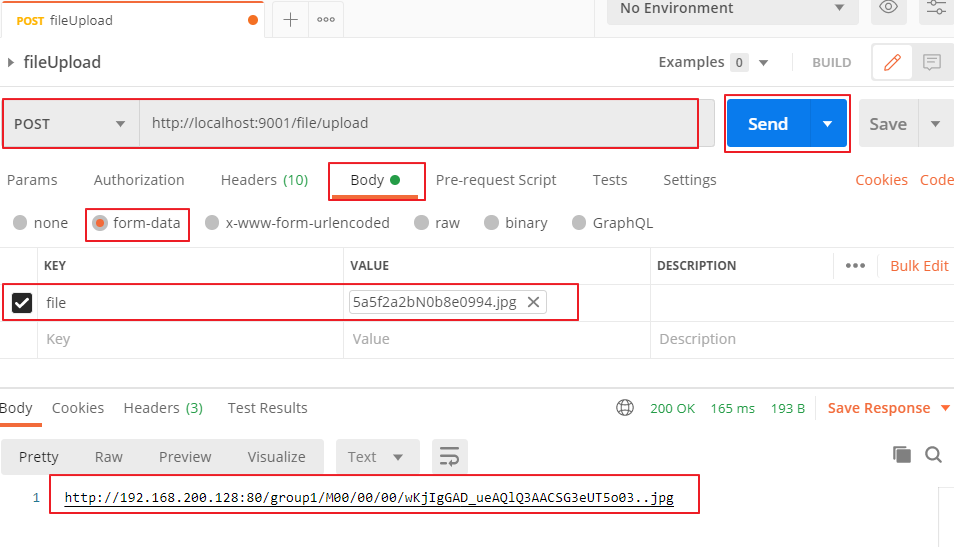 POST fileUpload
No Environment
fileUpload
Examples 0 BUILD
POST http://localhost:9001/file/upload Send Save
Params Authorization Headers (10) Body Pre-request Script Tests Settings Cookies Code
none form-data x-www-form-urlencoded raw binary GraphQL
KEY VALUE DESCRIPTION ••• Bulk Edit
file 5a5f2a2bN0b8e0994.jpg
Key Value Description
Body Cookies Headers (3) Test Results 200 OK 165 ms 193 B Save Response
Pretty Raw Preview Visualize Text
1 http://192.168.200.128:80/group1/M00/00/00/wKjIgGAD_ueAQlQ3AACSG3eUT5o03..jpg